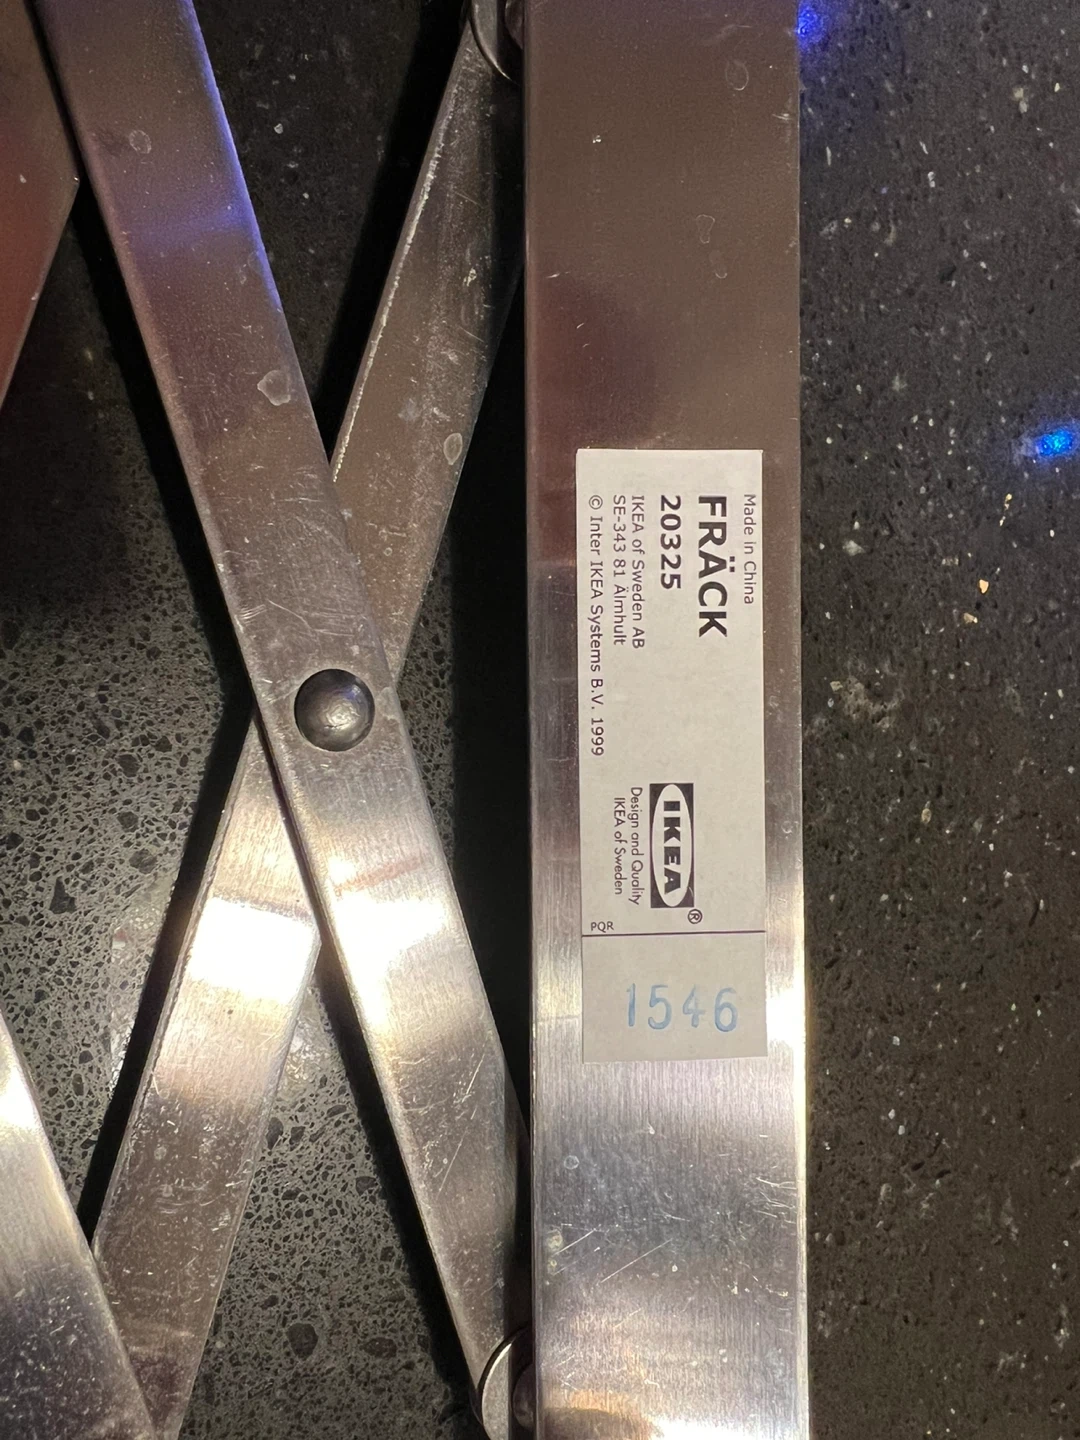 Made in China
FRÄCK
20325
IKEA of Sweden AB
SE-343 81 Älmhult
© Inter IKEA Systems B.V. 1999
IKEA®
Design and Quality
IKEA of Sweden
PQR
1546